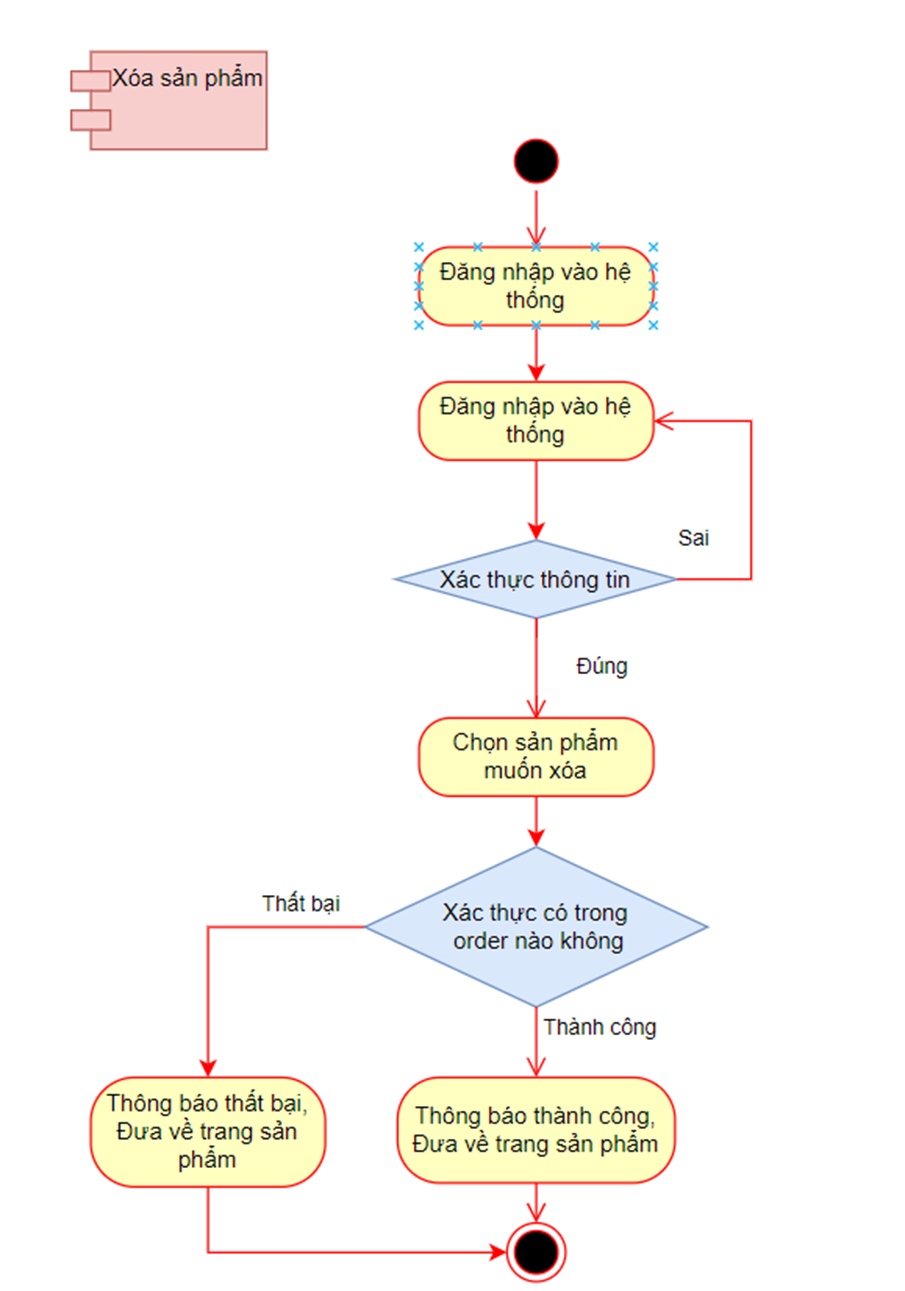 Xóa sản phẩm
Đăng nhập vào hệ
thống
Đăng nhập vào hệ
thống
Sai
Xác thực thông tin
Đúng
Chọn sản phẩm
muốn xóa
Thất bại
Xác thực có trong
order nào không
Thành công
Thông báo thất bại,
Đưa về trang sản
phẩm
Thông báo thành công,
Đưa về trang sản phẩm